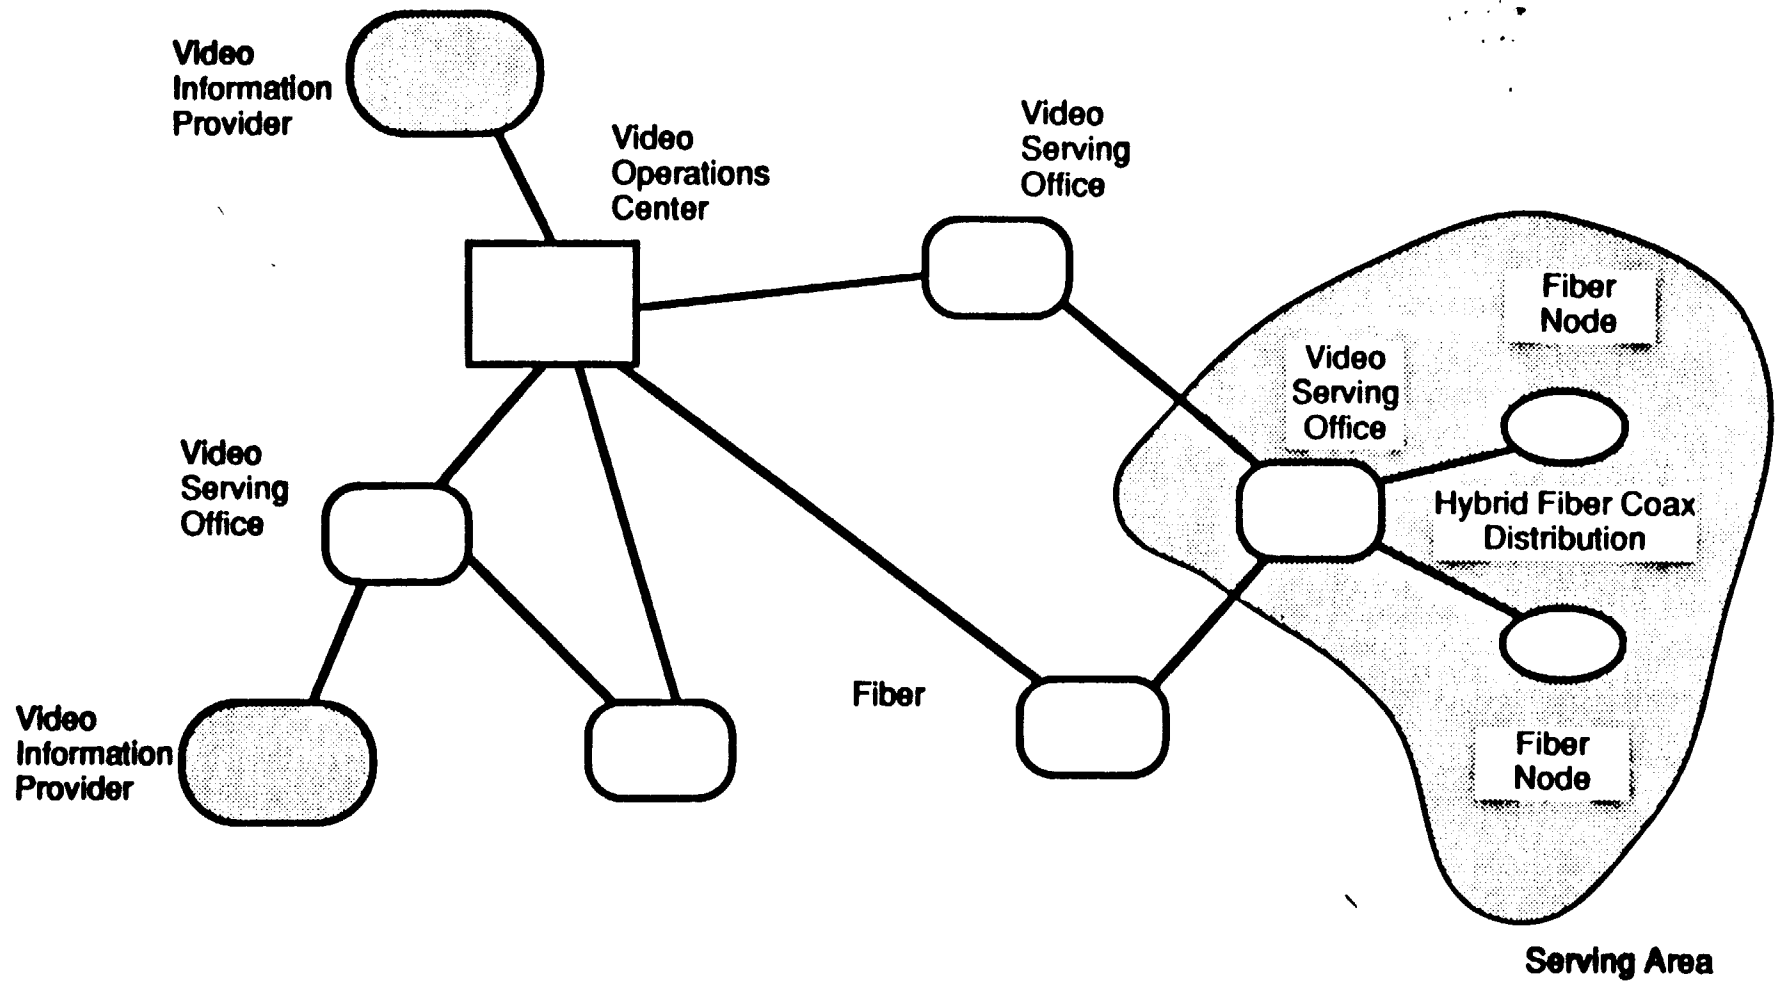 Video
Information
Provider
Video
Operations
Center
Video
Serving
Office
Fiber
Node
Video
Serving
Office
Video
Serving
Office
Hybrid Fiber Coax
Distribution
Fiber
Video
Information
Provider
Fiber
Node
Serving Area